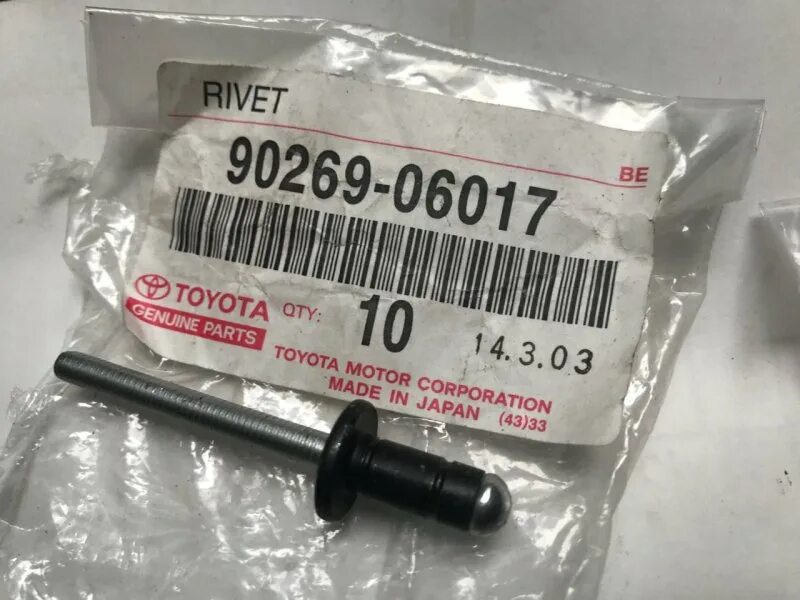 RIVET
BE
90269-06017
TOYOTA QTY: 10 14.3.03
GENUINE PARTS
TOYOTA MOTOR CORPORATION
MADE IN JAPAN (43)33